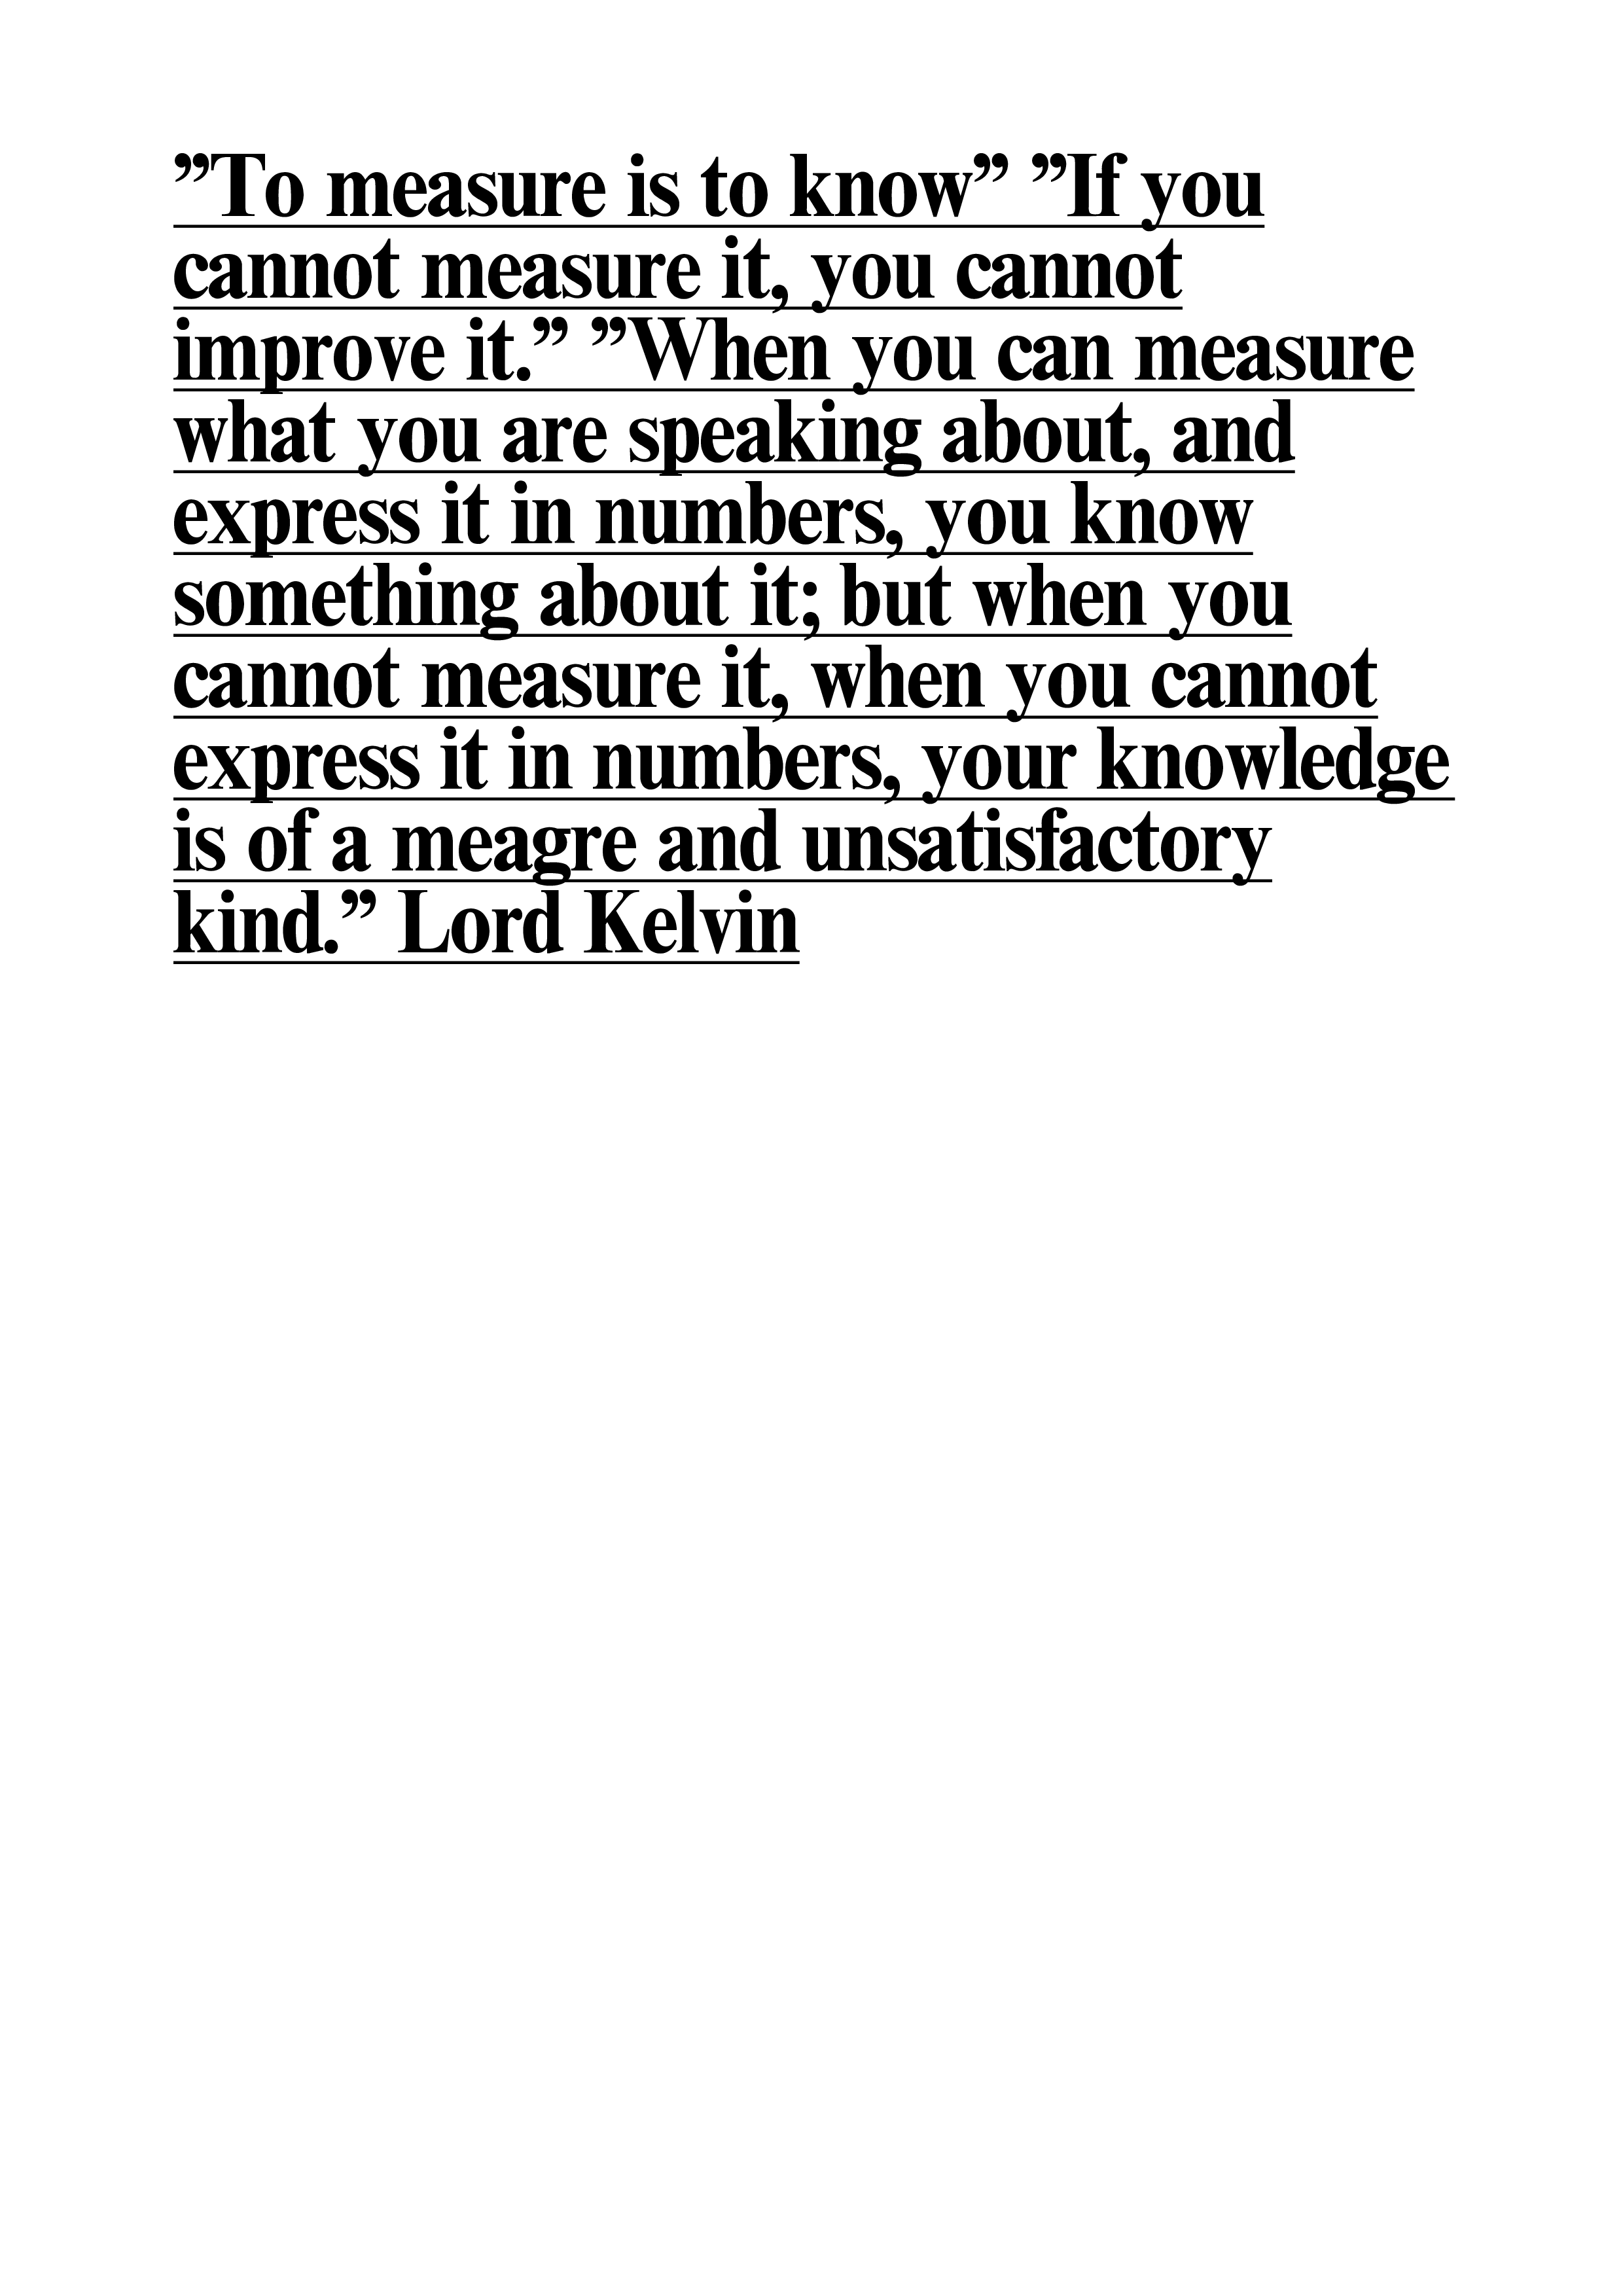 ”To measure is to know” ”If you
cannot measure it, you cannot
improve it.” ”When you can measure
what you are speaking about, and
express it in numbers, you know
something about it; but when you
cannot measure it, when you cannot
express it in numbers, your knowledge
is of a meagre and unsatisfactory
kind.” Lord Kelvin